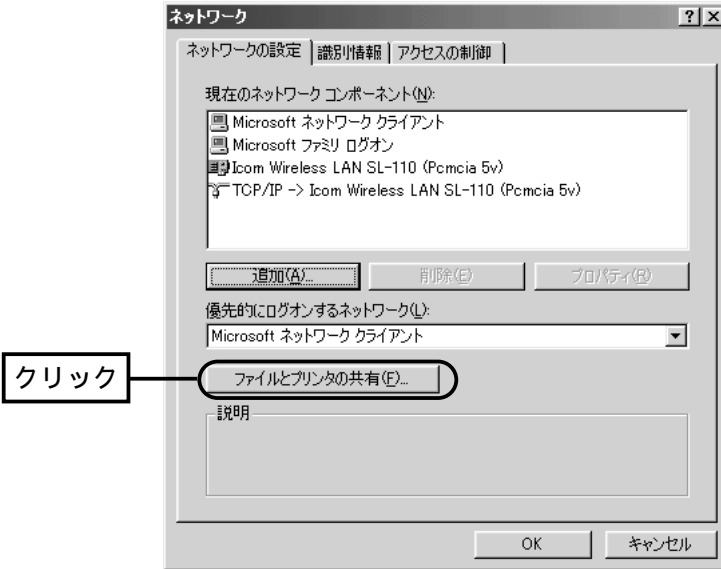 ネットワーク
ネットワークの設定 識別情報 アクセスの制御
現在のネットワーク コンポーネント(N):
Microsoft ネットワーク クライアント
Microsoft ファミリ ログオン
Icom Wireless LAN SL-110 (Pcmcia 5v)
TCP/IP -> Icom Wireless LAN SL-110 (Pcmcia 5v)
追加(A)... 削除(E) プロパティ(R)
優先的にログオンするネットワーク(L):
Microsoft ネットワーク クライアント
クリック
ファイルとプリンタの共有(F)...
説明
OK キャンセル